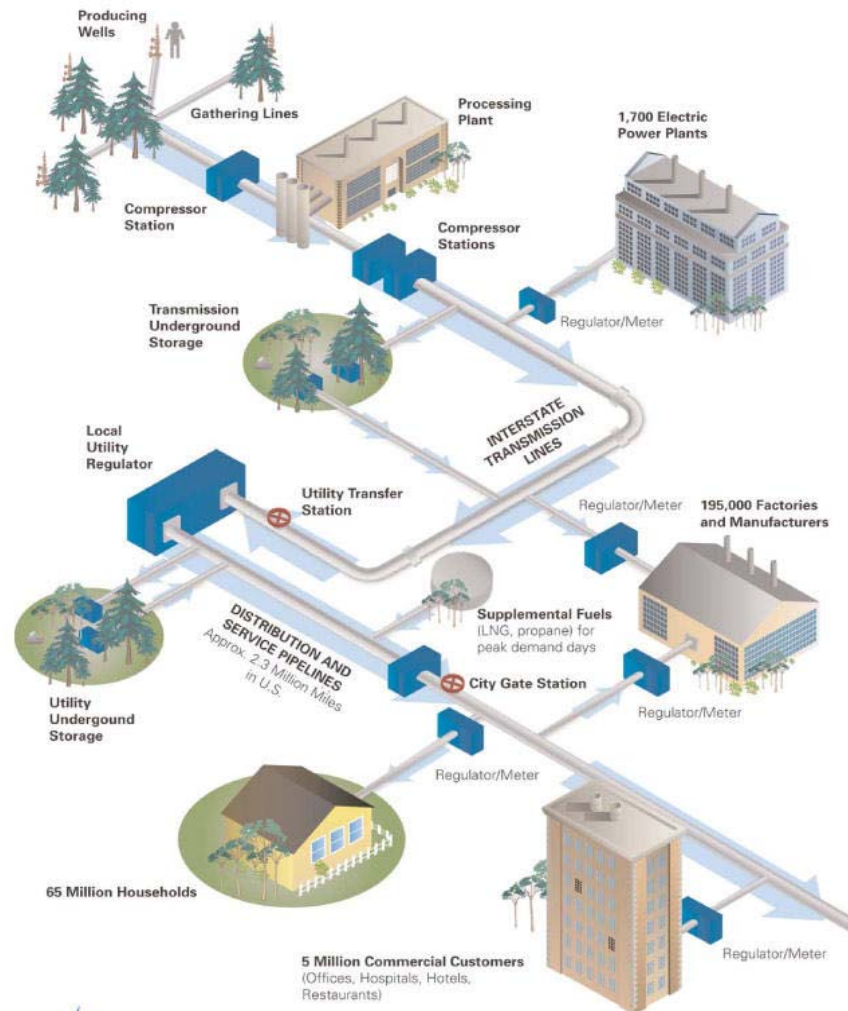 Producing
Wells
Gathering Lines
Processing
Plant
1,700 Electric
Power Plants
Compressor
Station
Compressor
Stations
Transmission
Underground
Storage
Regulator/Meter
INTERSTATE
TRANSMISSION
LINES
Local
Utility
Regulator
Utility Transfer
Station
Regulator/Meter
195,000 Factories
and Manufacturers
Supplemental Fuels
(LNG, propane) for
peak demand days
DISTRIBUTION AND
SERVICE PIPELINES
Approx. 2.3 Million Miles
in U.S.
City Gate Station
Utility
Undergound
Storage
Regulator/Meter
Regulator/Meter
65 Million Households
5 Million Commercial Customers
(Offices, Hospitals, Hotels,
Restaurants)
Regulator/Meter